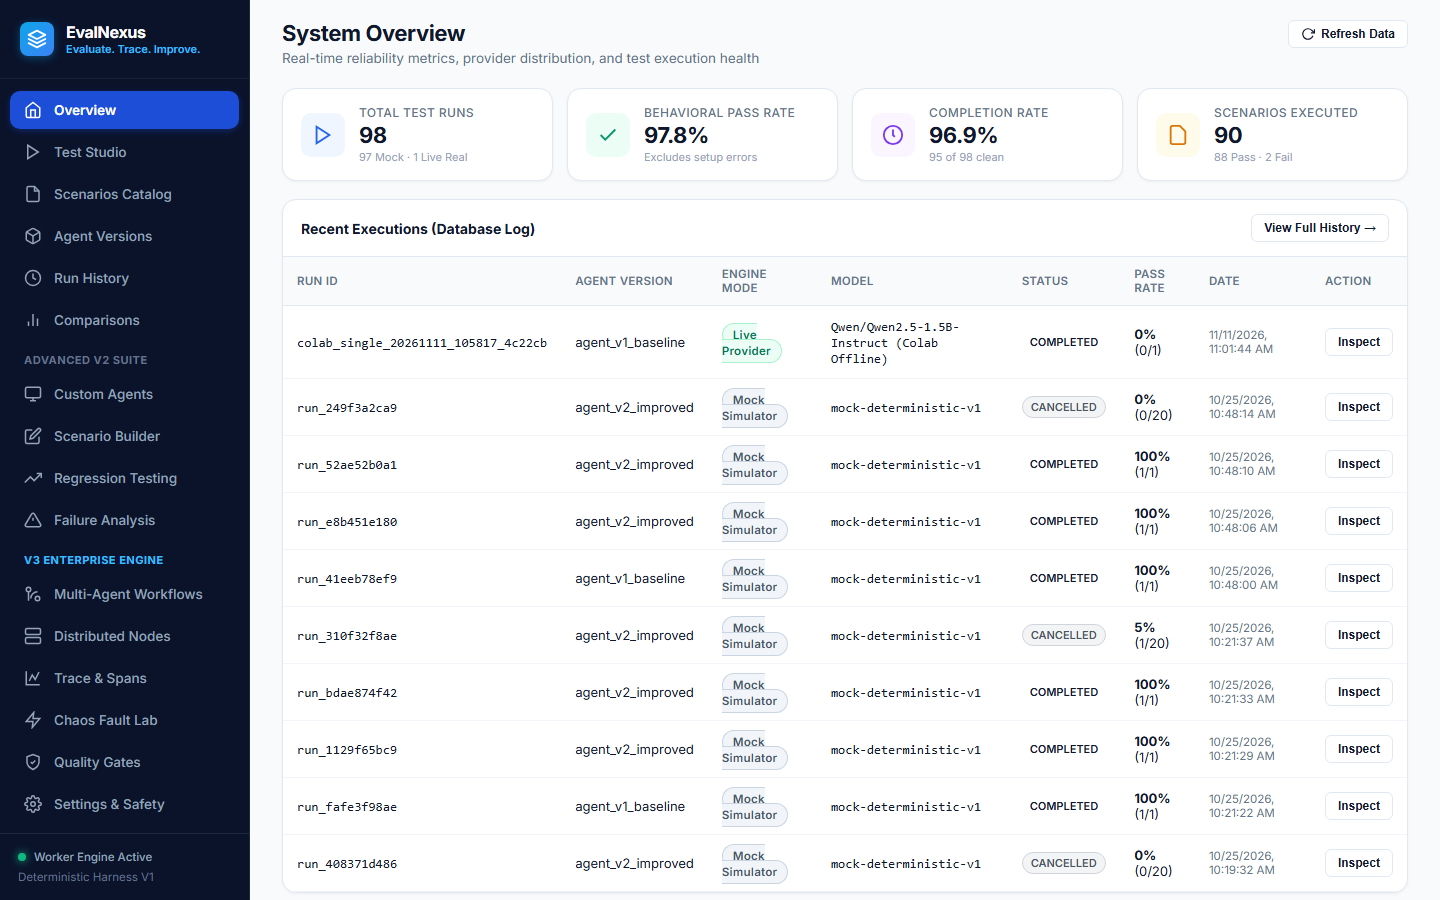 EvalNexus
Evaluate. Trace. Improve.
Overview
Test Studio
Scenarios Catalog
Agent Versions
Run History
Comparisons
ADVANCED V2 SUITE
Custom Agents
Scenario Builder
Regression Testing
Failure Analysis
V3 ENTERPRISE ENGINE
Multi-Agent Workflows
Distributed Nodes
Trace & Spans
Chaos Fault Lab
Quality Gates
Settings & Safety
Worker Engine Active
Deterministic Harness V1
System Overview
Real-time reliability metrics, provider distribution, and test execution health
Refresh Data
TOTAL TEST RUNS
98
97 Mock · 1 Live Real
BEHAVIORAL PASS RATE
97.8%
Excludes setup errors
COMPLETION RATE
96.9%
95 of 98 clean
SCENARIOS EXECUTED
90
88 Pass · 2 Fail
Recent Executions (Database Log)
View Full History →
RUN ID AGENT VERSION ENGINE MODE MODEL STATUS PASS RATE DATE ACTION
colab_single_20261111_105817_4c22cb agent_v1_baseline Live Provider Qwen/Qwen2.5-1.5B-Instruct (Colab Offline) COMPLETED 0% (0/1) 11/11/2026, 11:01:44 AM Inspect
run_249f3a2ca9 agent_v2_improved Mock Simulator mock-deterministic-v1 CANCELLED 0% (0/20) 10/25/2026, 10:48:14 AM Inspect
run_52ae52b0a1 agent_v2_improved Mock Simulator mock-deterministic-v1 COMPLETED 100% (1/1) 10/25/2026, 10:48:10 AM Inspect
run_e8b451e180 agent_v2_improved Mock Simulator mock-deterministic-v1 COMPLETED 100% (1/1) 10/25/2026, 10:48:06 AM Inspect
run_41eeb78ef9 agent_v1_baseline Mock Simulator mock-deterministic-v1 COMPLETED 100% (1/1) 10/25/2026, 10:48:00 AM Inspect
run_310f32f8ae agent_v2_improved Mock Simulator mock-deterministic-v1 CANCELLED 5% (1/20) 10/25/2026, 10:21:37 AM Inspect
run_bdae874f42 agent_v2_improved Mock Simulator mock-deterministic-v1 COMPLETED 100% (1/1) 10/25/2026, 10:21:33 AM Inspect
run_1129f65bc9 agent_v2_improved Mock Simulator mock-deterministic-v1 COMPLETED 100% (1/1) 10/25/2026, 10:21:29 AM Inspect
run_fafe3f98ae agent_v1_baseline Mock Simulator mock-deterministic-v1 COMPLETED 100% (1/1) 10/25/2026, 10:21:22 AM Inspect
run_408371d486 agent_v2_improved Mock Simulator mock-deterministic-v1 CANCELLED 0% (0/20) 10/25/2026, 10:19:32 AM Inspect